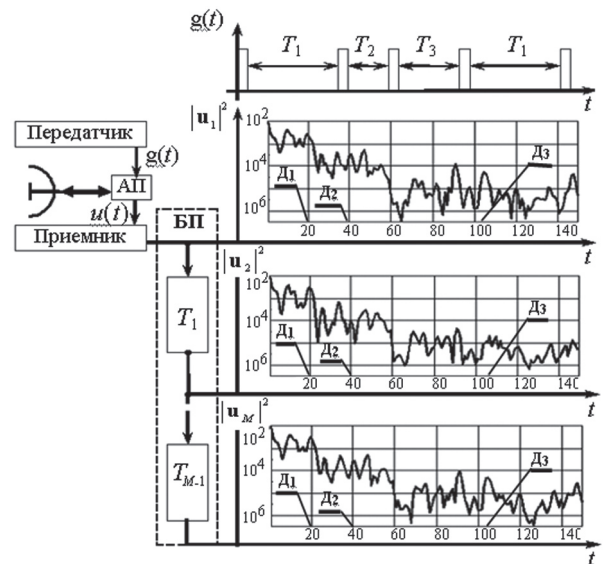 g(t)
T1 T2 T3 T1
t
|u1|²
10²
10⁴
10⁶
Д1
Д2
Д3
0 20 40 60 80 100 120 140
t
Передатчик
g(t)
АП
u(t)
Приемник
БП
|u2|²
10²
10⁴
10⁶
T1
Д1
Д2
Д3
20 40 60 80 100 120 140
t
|uM|²
10²
10⁴
10⁶
TM-1
Д1
Д2
Д3
20 40 60 80 100 120 140
t